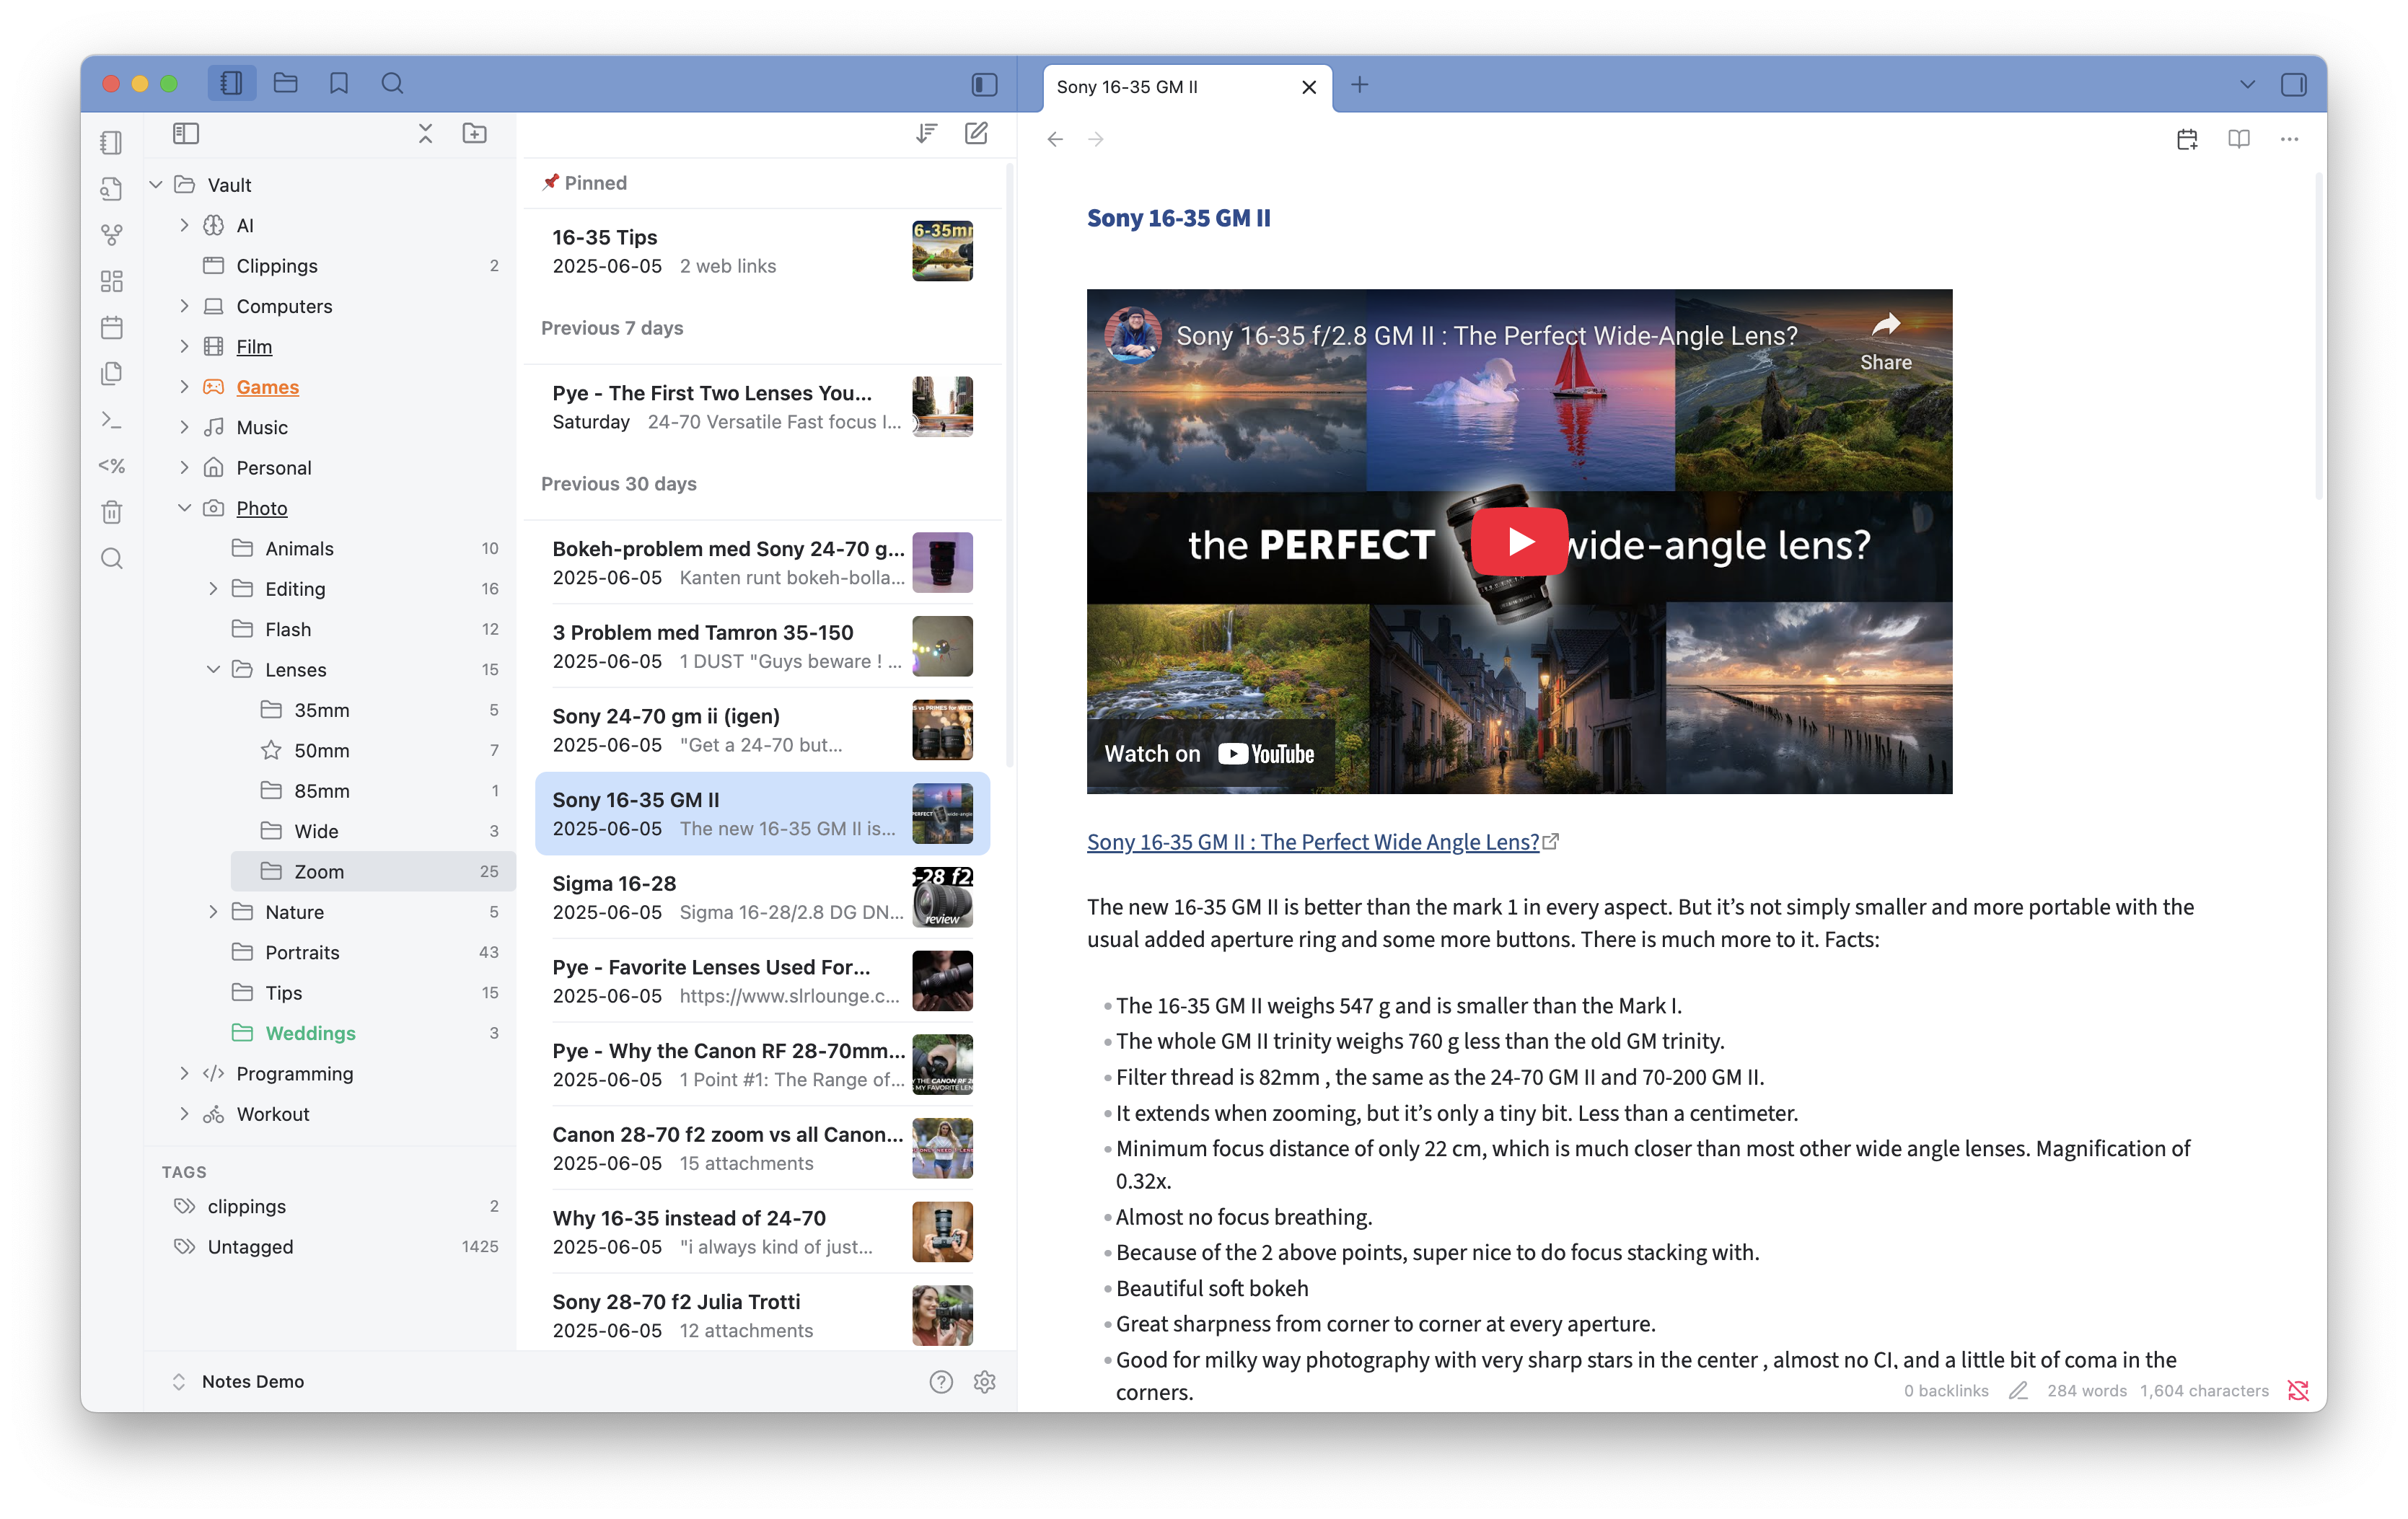 Sony 16-35 GM II
Vault
AI
Clippings 2
Computers
Film
Games
Music
Personal
Photo
Animals 10
Editing 16
Flash 12
Lenses 15
35mm 5
50mm 7
85mm 1
Wide 3
Zoom 25
Nature 5
Portraits 43
Tips 15
Weddings 3
Programming
Workout
TAGS
clippings 2
Untagged 1425
Notes Demo
Pinned
16-35 Tips
2025-06-05 2 web links
6-35mm
Previous 7 days
Pye - The First Two Lenses You...
Saturday 24-70 Versatile Fast focus l...
Previous 30 days
Bokeh-problem med Sony 24-70 g...
2025-06-05 Kanten runt bokeh-bolla...
3 Problem med Tamron 35-150
2025-06-05 1 DUST "Guys beware ! ...
Sony 24-70 gm ii (igen)
2025-06-05 "Get a 24-70 but...
Sony 16-35 GM II
2025-06-05 The new 16-35 GM II is...
PERFECT wide-angle
Sigma 16-28
2025-06-05 Sigma 16-28/2.8 DG DN...
-28 f2
review
Pye - Favorite Lenses Used For...
2025-06-05 https://www.slrlounge.c...
Pye - Why the Canon RF 28-70mm...
2025-06-05 1 Point #1: The Range of...
Canon 28-70 f2 zoom vs all Canon...
2025-06-05 15 attachments
Why 16-35 instead of 24-70
2025-06-05 "i always kind of just...
Sony 28-70 f2 Julia Trotti
2025-06-05 12 attachments
Sony 16-35 GM II
Sony 16-35 f/2.8 GM II : The Perfect Wide-Angle Lens?
Share
the PERFECT wide-angle lens?
Watch on YouTube
Sony 16-35 GM II : The Perfect Wide Angle Lens?
The new 16-35 GM II is better than the mark 1 in every aspect. But it’s not simply smaller and more portable with the
usual added aperture ring and some more buttons. There is much more to it. Facts:
• The 16-35 GM II weighs 547 g and is smaller than the Mark I.
• The whole GM II trinity weighs 760 g less than the old GM trinity.
• Filter thread is 82mm , the same as the 24-70 GM II and 70-200 GM II.
• It extends when zooming, but it’s only a tiny bit. Less than a centimeter.
• Minimum focus distance of only 22 cm, which is much closer than most other wide angle lenses. Magnification of
0.32x.
• Almost no focus breathing.
• Because of the 2 above points, super nice to do focus stacking with.
• Beautiful soft bokeh
• Great sharpness from corner to corner at every aperture.
• Good for milky way photography with very sharp stars in the center , almost no CI, and a little bit of coma in the
corners.
0 backlinks 284 words 1,604 characters